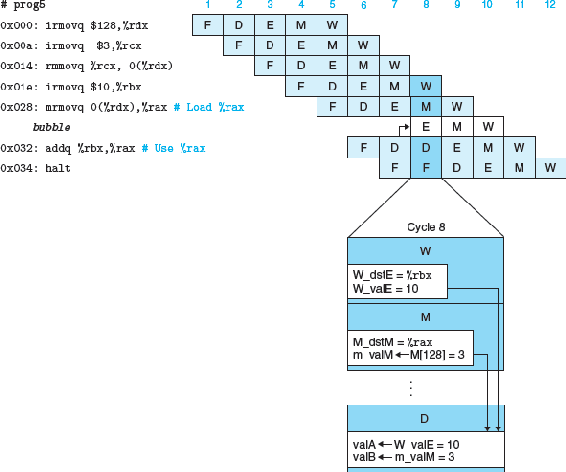 # prog5 1 2 3 4 5 6 7 8 9 10 11 12
0x000: irmovq $128,%rdx F D E M W
0x00a: irmovq $3,%rcx F D E M W
0x014: rmmovq %rcx, 0(%rdx) F D E M W
0x01e: irmovq $10,%rbx F D E M W
0x028: mrmovq 0(%rdx),%rax # Load %rax F D E M W
bubble E M W
0x032: addq %rbx,%rax # Use %rax F D D E M W
0x034: halt F F D E M W
Cycle 8
W
W_dstE = %rbx
W_valE = 10
M
M_dstM = %rax
m_valM ← M[128] = 3
⋮
D
valA ← W_valE = 10
valB ← m_valM = 3